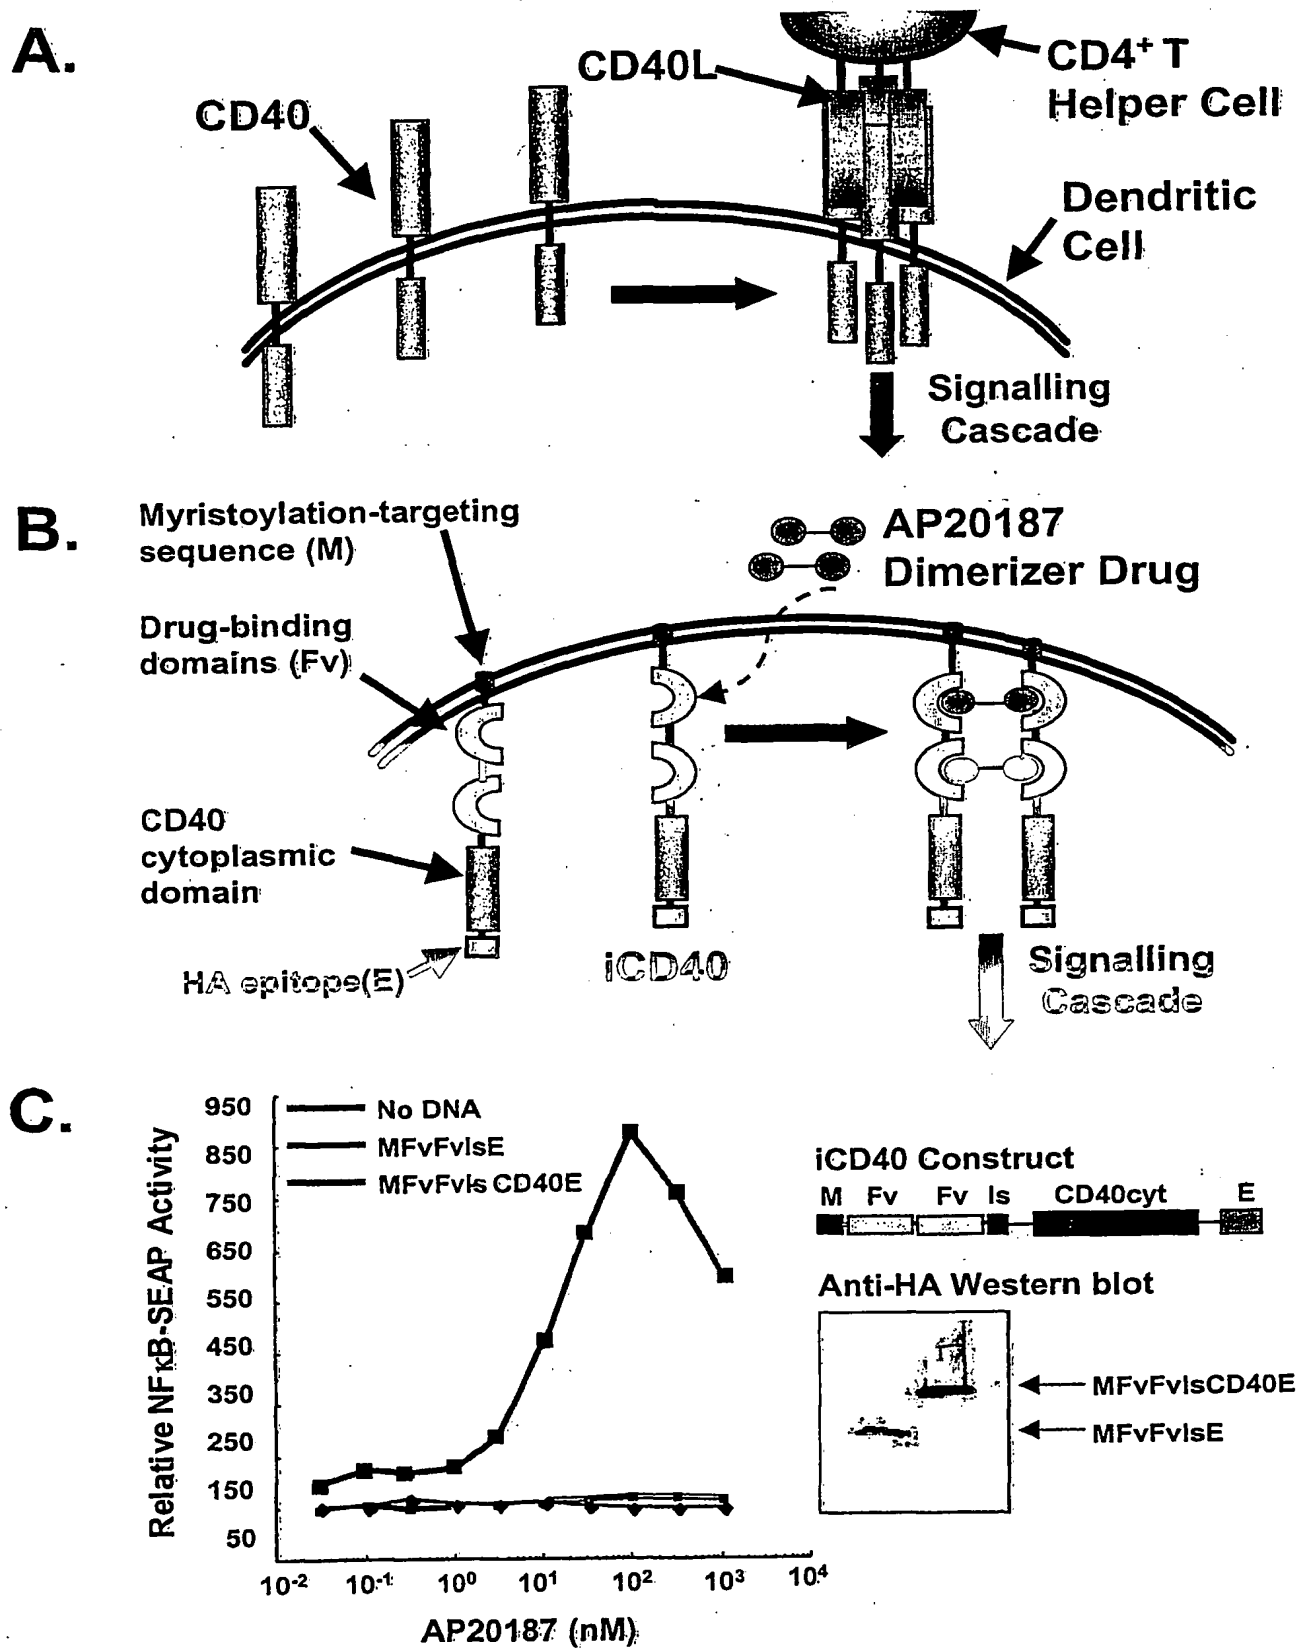 A.
CD40
CD40L
CD4+ T
Helper Cell
Dendritic
Cell
Signalling
Cascade
B.
Myristoylation-targeting
sequence (M)
Drug-binding
domains (Fv)
CD40
cytoplasmic
domain
HA epitope(E)
iCD40
AP20187
Dimerizer Drug
Signalling
Cascade
C.
Relative NFκB-SEAP Activity
950
850
750
650
550
450
350
250
150
50
No DNA
MFvFvlsE
MFvFvls CD40E
10-2
10-1
100
101
102
103
104
AP20187 (nM)
iCD40 Construct
M Fv Fv ls CD40cyt E
Anti-HA Western blot
MFvFvlsCD40E
MFvFvlsE